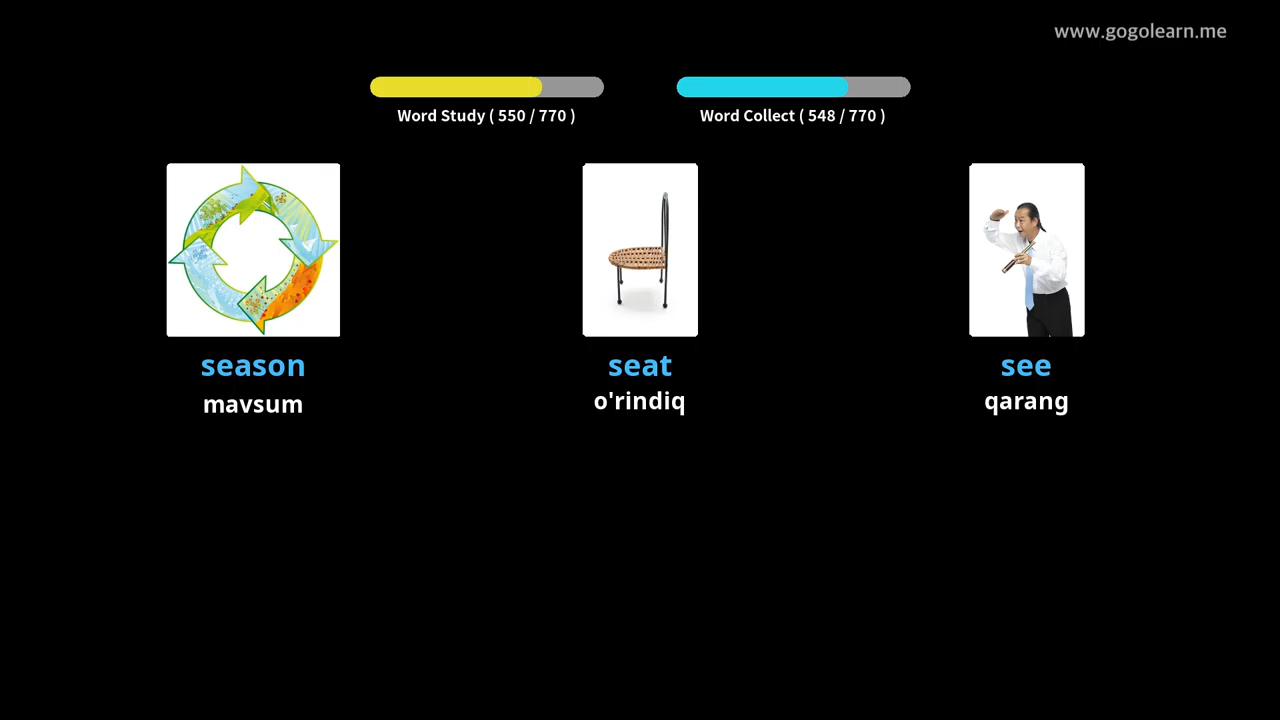 www.gogolearn.me
Word Study ( 550 / 770 )
Word Collect ( 548 / 770 )
season
mavsum
seat
o'rindiq
see
qarang